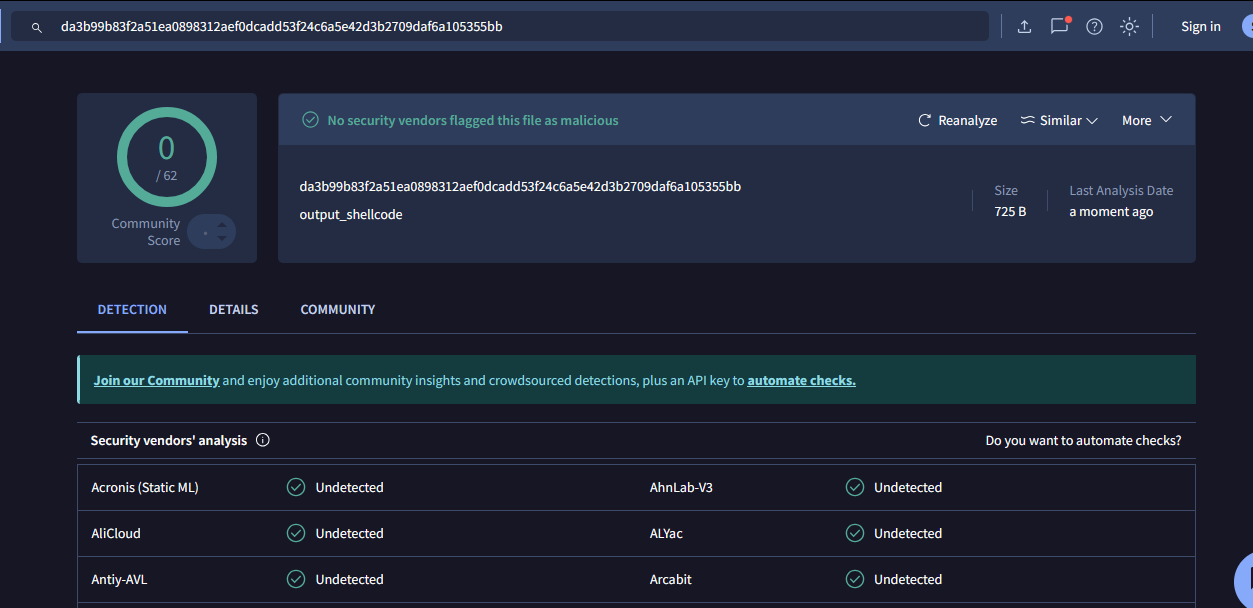 da3b99b83f2a51ea0898312aef0dcadd53f24c6a5e42d3b2709daf6a105355bb
Sign in
0
/ 62
Community
Score
No security vendors flagged this file as malicious
Reanalyze
Similar
More
da3b99b83f2a51ea0898312aef0dcadd53f24c6a5e42d3b2709daf6a105355bb
output_shellcode
Size
725 B
Last Analysis Date
a moment ago
DETECTION
DETAILS
COMMUNITY
Join our Community and enjoy additional community insights and crowdsourced detections, plus an API key to automate checks.
Security vendors' analysis
Do you want to automate checks?
Acronis (Static ML) Undetected AhnLab-V3 Undetected
AliCloud Undetected ALYac Undetected
Antiy-AVL Undetected Arcabit Undetected